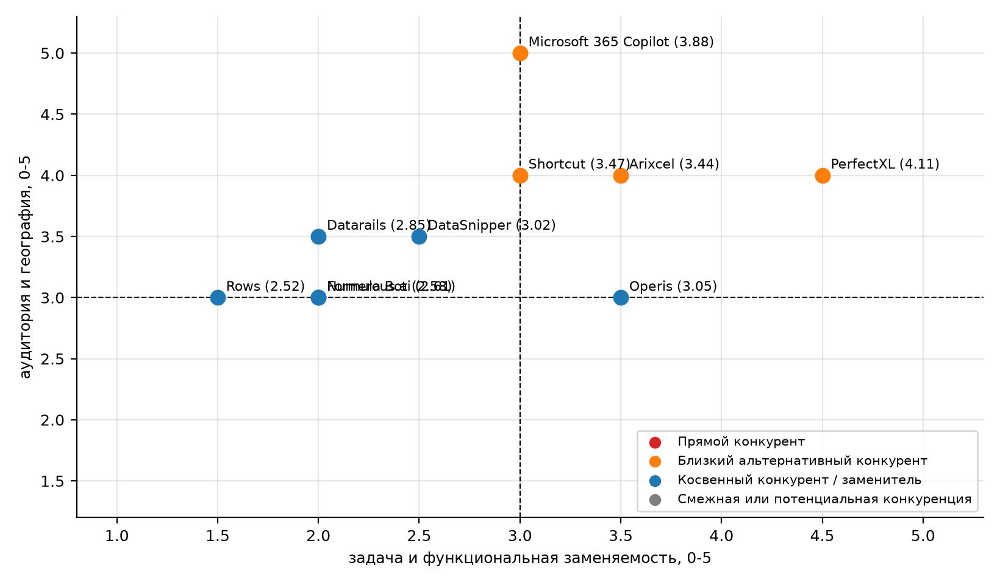 аудитория и география, 0-5
5.0
4.5
4.0
3.5
3.0
2.5
2.0
1.5
Microsoft 365 Copilot (3.88)
Shortcut (3.47)
Arixcel (3.44)
PerfectXL (4.11)
Datarails (2.85)
DataSnipper (3.02)
Rows (2.52)
Operis (3.05)
Прямой конкурент
Близкий альтернативный конкурент
Косвенный конкурент / заменитель
Смежная или потенциальная конкуренция
1.0 1.5 2.0 2.5 3.0 3.5 4.0 4.5 5.0
задача и функциональная заменяемость, 0-5